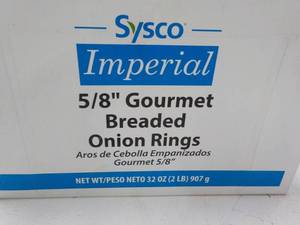 Sysco
Imperial
5/8" Gourmet
Breaded
Onion Rings
Aros de Cebolla Empanizados
Gourmet 5/8"
NET WT/PESO NETO 32 OZ (2 LB) 907 g